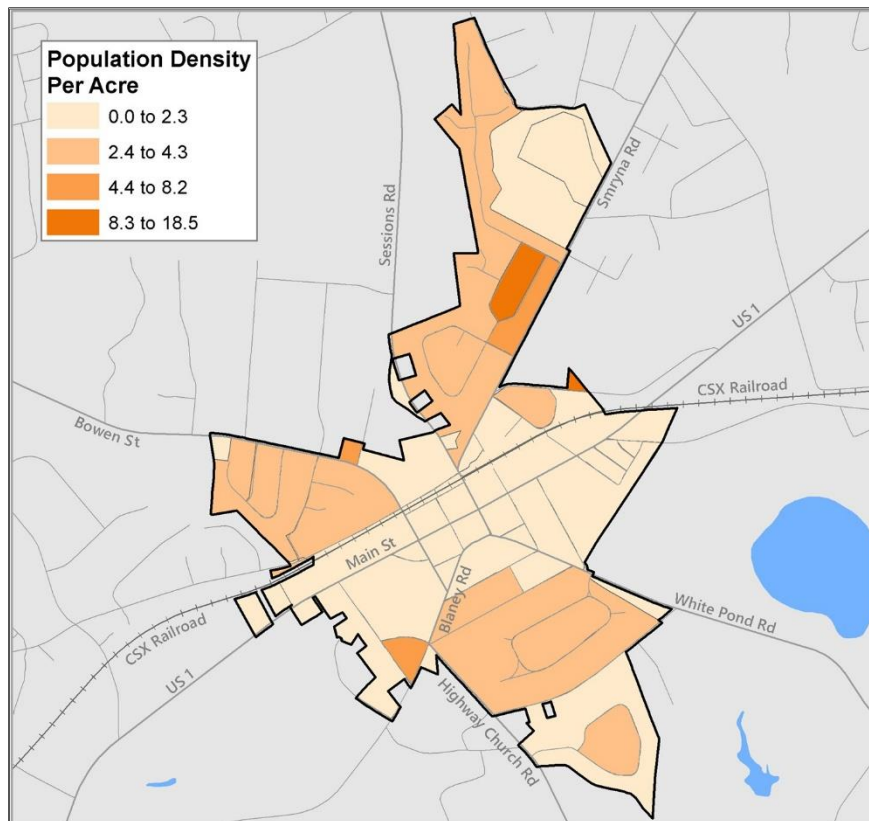 Population Density
Per Acre
0.0 to 2.3
2.4 to 4.3
4.4 to 8.2
8.3 to 18.5
Sessions Rd
Smryna Rd
US 1
CSX Railroad
Bowen St
Main St
Blaney Rd
White Pond Rd
CSX Railroad
US 1
Highway Church Rd